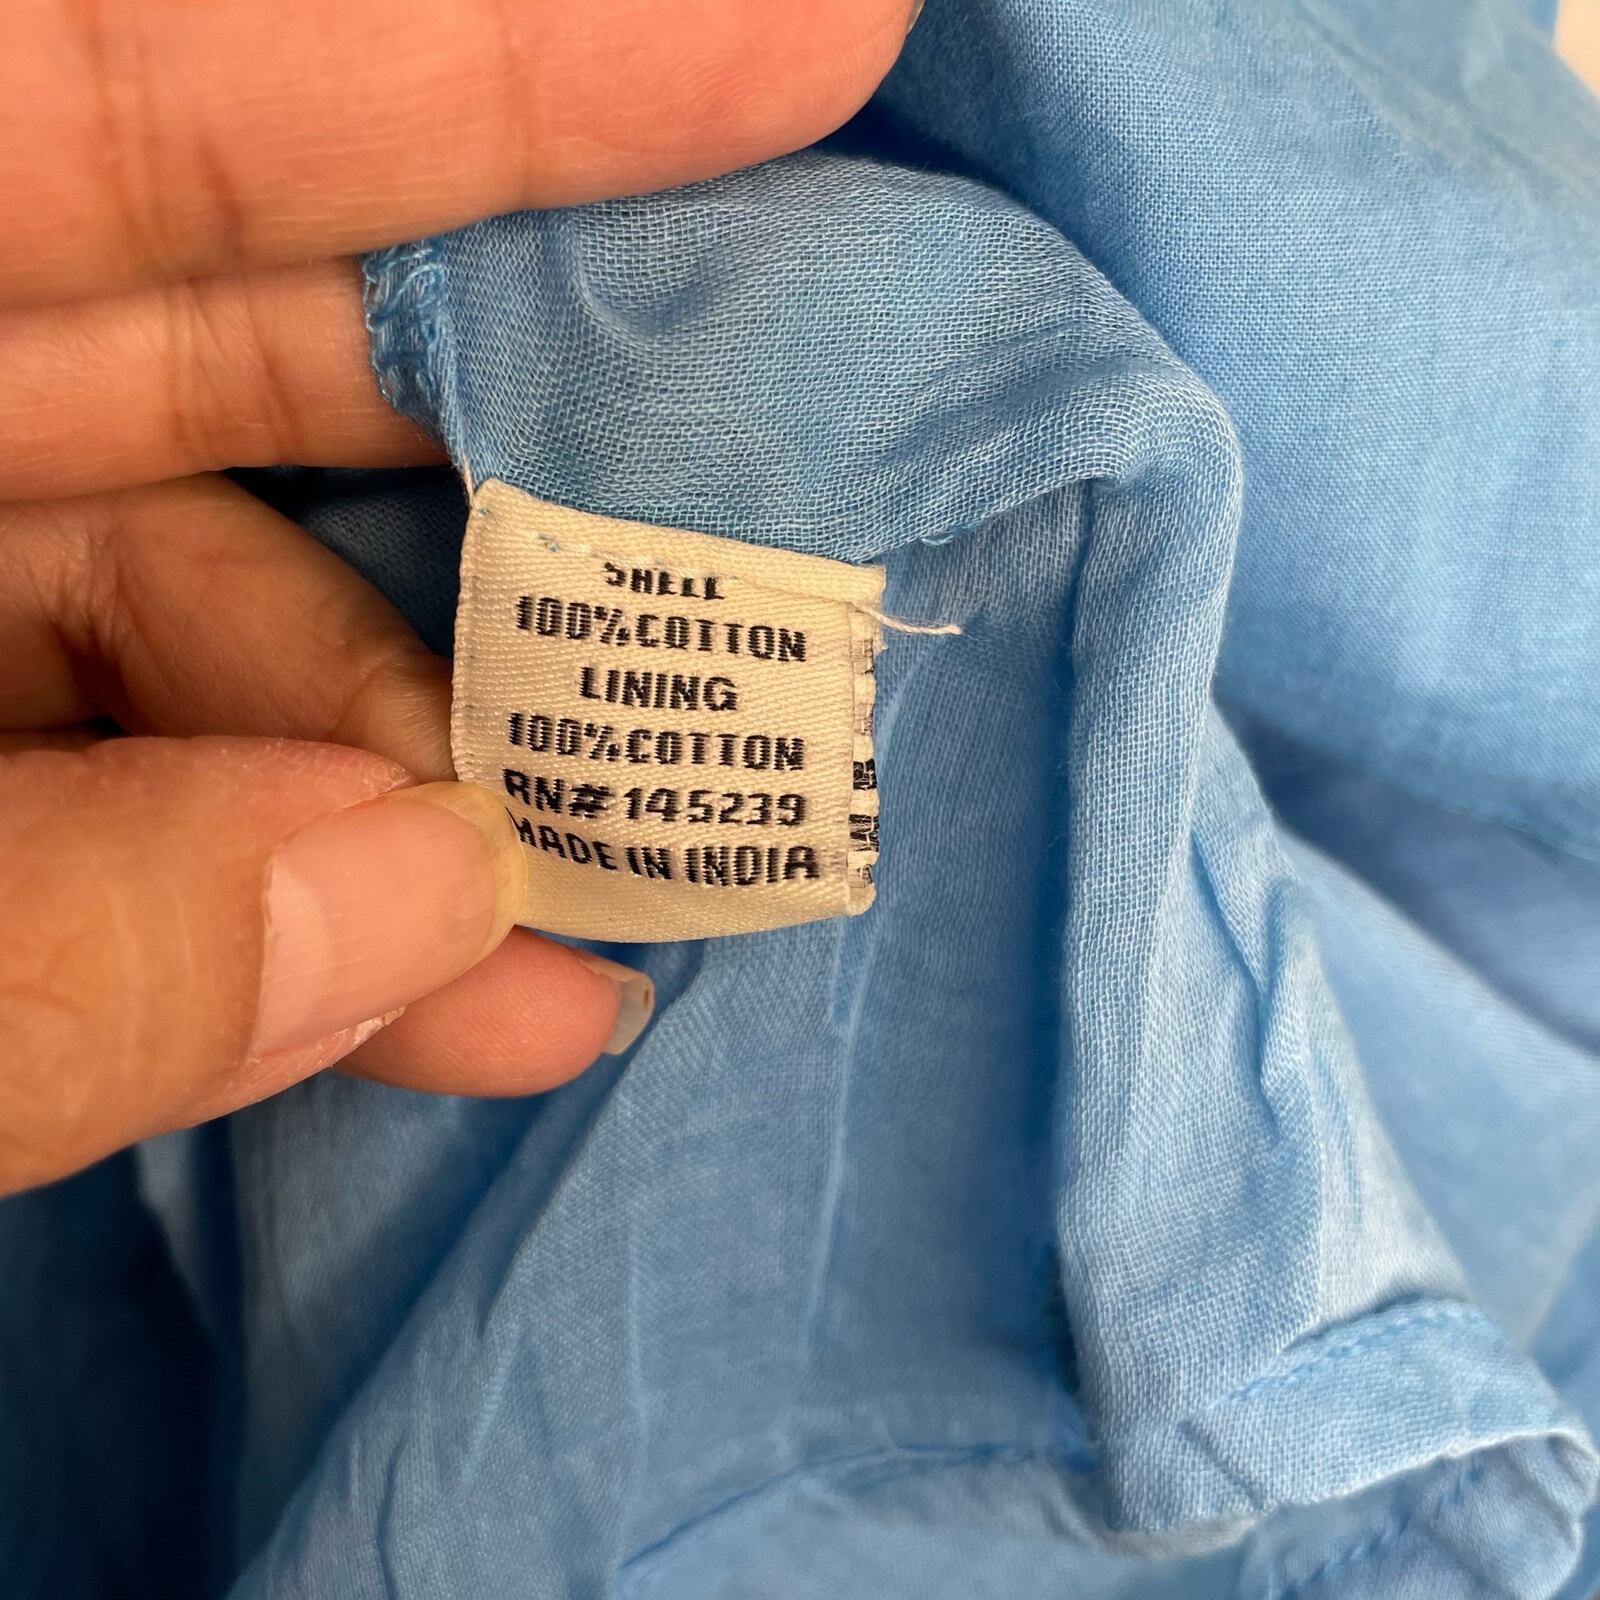 SHELL
100%COTTON
LINING
100%COTTON
RN#145239
MADE IN INDIA